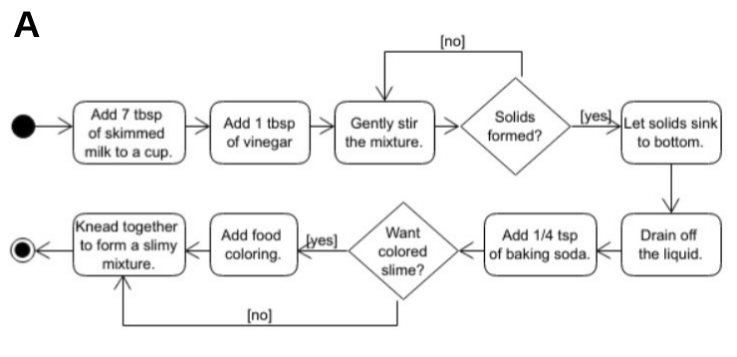 A
[no]
Add 7 tbsp
of skimmed
milk to a cup.
Add 1 tbsp
of vinegar
Gently stir
the mixture.
Solids
formed?
[yes]
Let solids sink
to bottom.
Drain off
the liquid.
Add 1/4 tsp
of baking soda.
Want
colored
slime?
[yes]
Add food
coloring.
Knead together
to form a slimy
mixture.
[no]